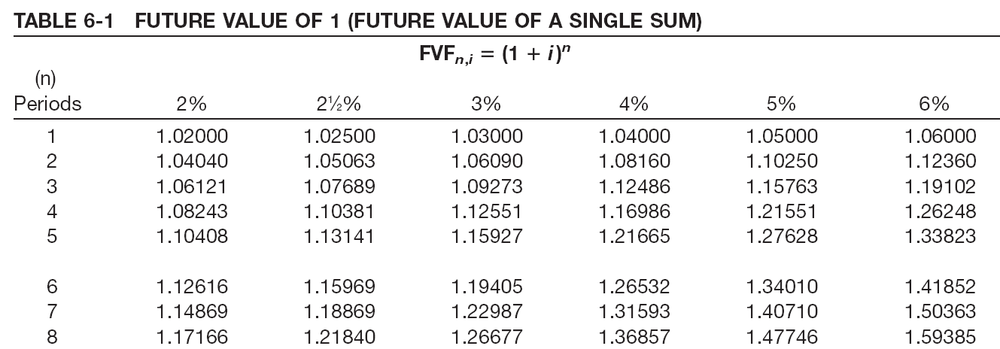 TABLE 6-1 FUTURE VALUE OF 1 (FUTURE VALUE OF A SINGLE SUM)
FVFn,i = (1 + i)ⁿ
(n)
Periods 2% 2½% 3% 4% 5% 6%
1 1.02000 1.02500 1.03000 1.04000 1.05000 1.06000
2 1.04040 1.05063 1.06090 1.08160 1.10250 1.12360
3 1.06121 1.07689 1.09273 1.12486 1.15763 1.19102
4 1.08243 1.10381 1.12551 1.16986 1.21551 1.26248
5 1.10408 1.13141 1.15927 1.21665 1.27628 1.33823
6 1.12616 1.15969 1.19405 1.26532 1.34010 1.41852
7 1.14869 1.18869 1.22987 1.31593 1.40710 1.50363
8 1.17166 1.21840 1.26677 1.36857 1.47746 1.59385